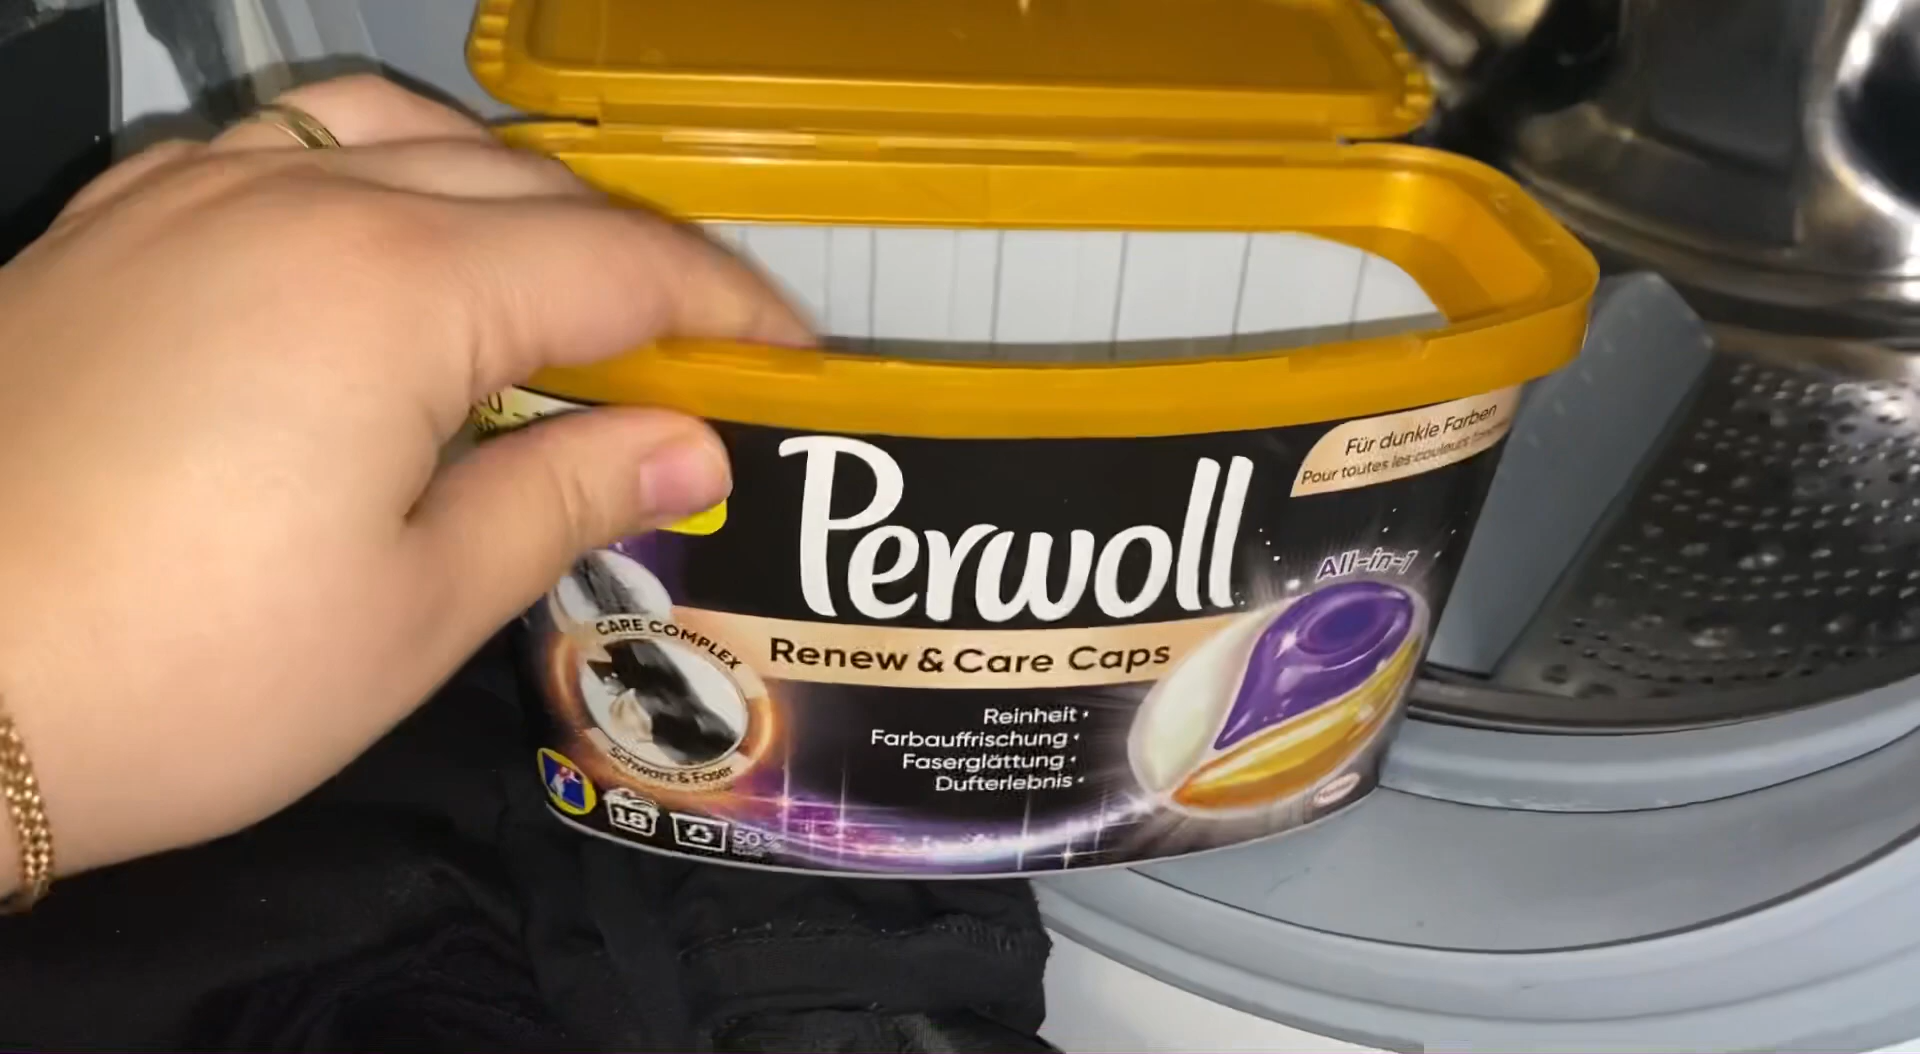 Für dunkle Farben
Pour toutes les couleurs
Perwoll
All-in-1
CARE COMPLEX
Renew & Care Caps
Schwarz & Faser
Reinheit •
Farbauffrischung •
Faserglättung •
Dufterlebnis •
18
50%
Henkel